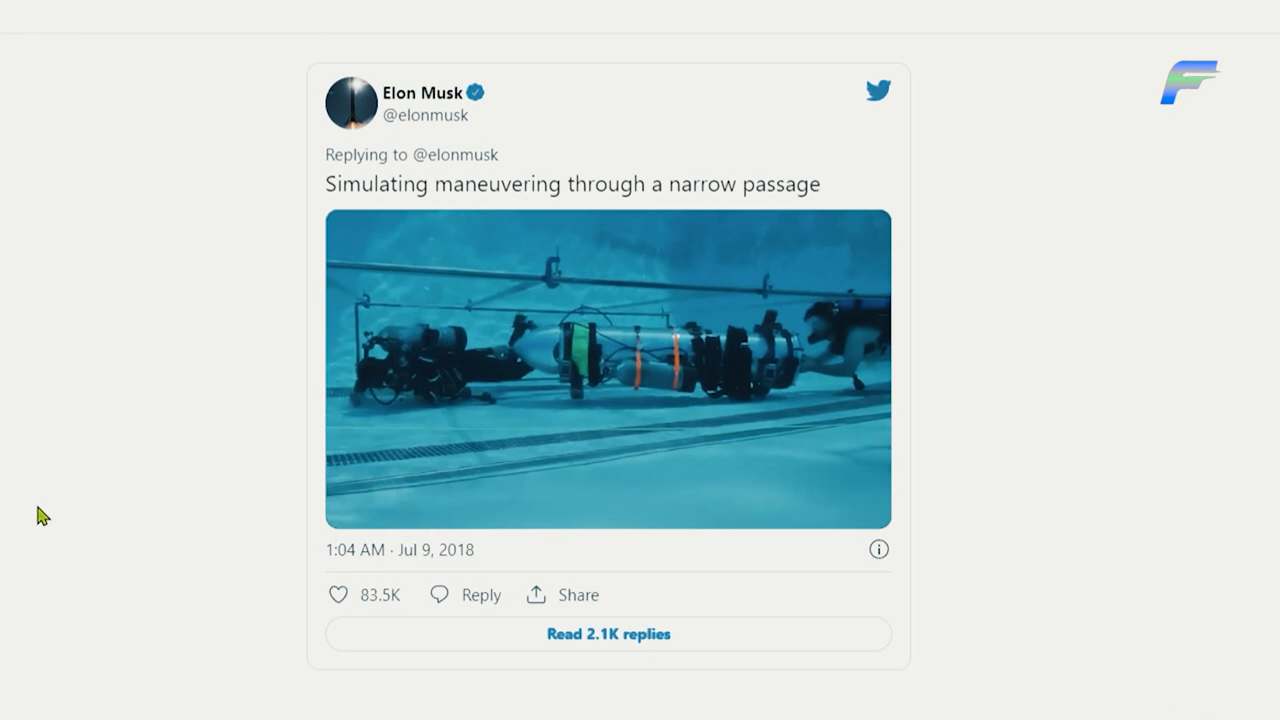 Elon Musk
@elonmusk
Replying to @elonmusk
Simulating maneuvering through a narrow passage
1:04 AM · Jul 9, 2018
83.5K Reply Share
Read 2.1K replies
F